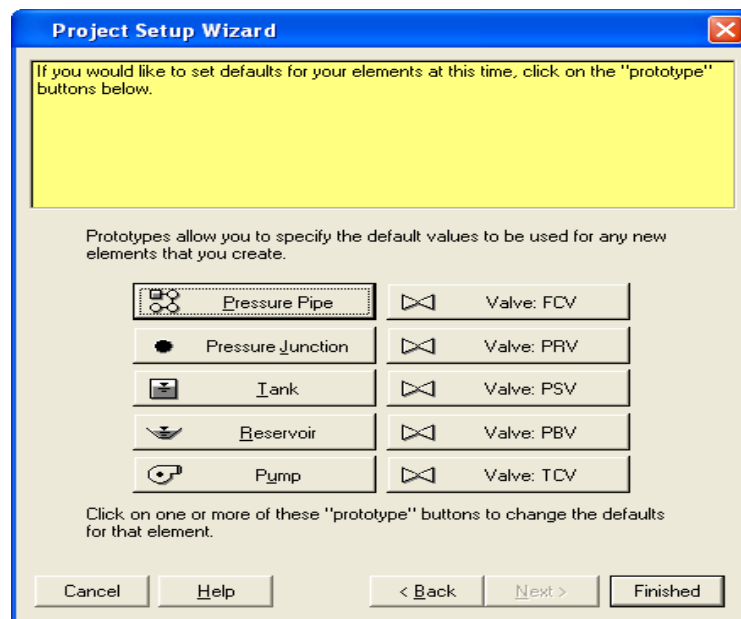 Project Setup Wizard
If you would like to set defaults for your elements at this time, click on the "prototype"
buttons below.
Prototypes allow you to specify the default values to be used for any new
elements that you create.
Pressure Pipe
Valve: FCV
Pressure Junction
Valve: PRV
Tank
Valve: PSV
Reservoir
Valve: PBV
Pump
Valve: TCV
Click on one or more of these "prototype" buttons to change the defaults
for that element.
Cancel
Help
< Back
Next >
Finished